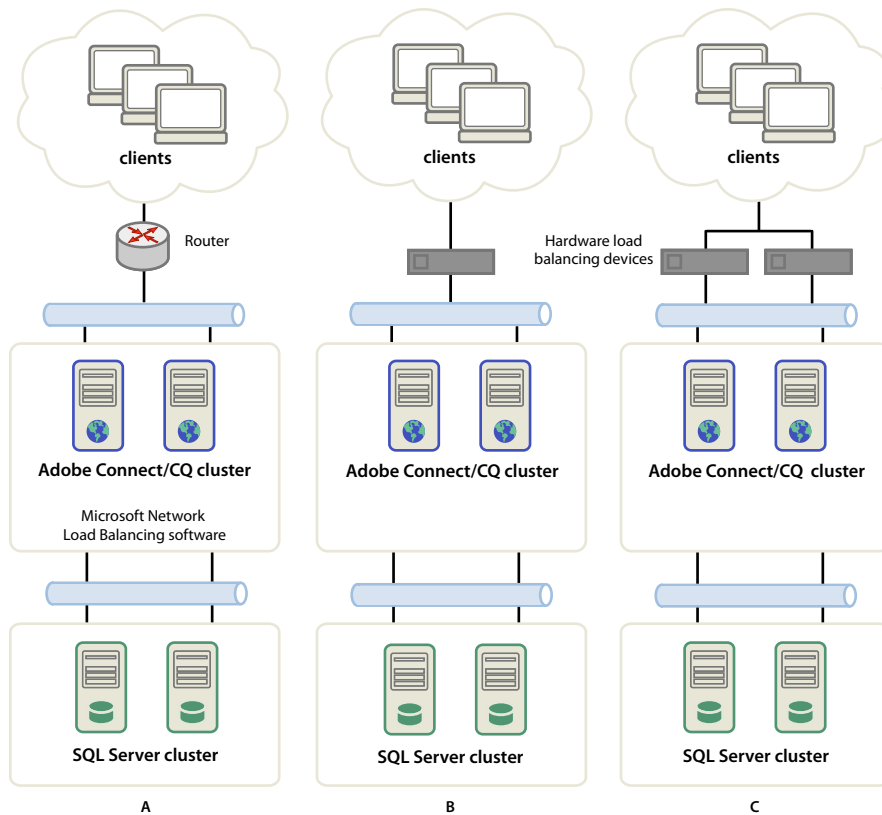 clients
clients
clients
Router
Hardware load
balancing devices
Adobe Connect/CQ cluster
Adobe Connect/CQ cluster
Adobe Connect/CQ cluster
Microsoft Network
Load Balancing software
SQL Server cluster
SQL Server cluster
SQL Server cluster
A
B
C